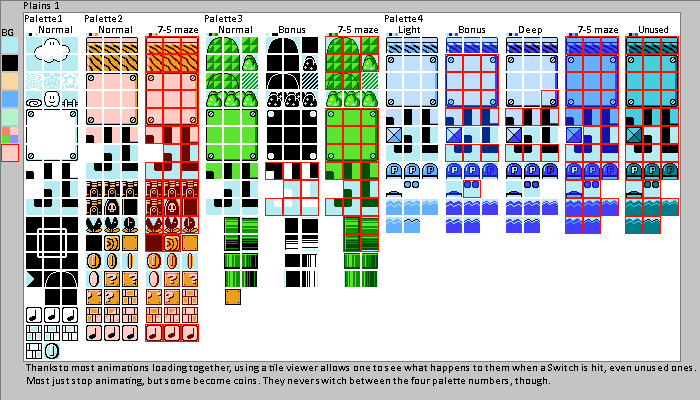 Plains 1
Palette1 Palette2 Palette3 Palette4
Normal Normal 7-5 maze Normal Bonus 7-5 maze Light Bonus Deep 7-5 maze Unused
BG
P P P P P P P P P P P P P P P
Thanks to most animations loading together, using a tile viewer allows one to see what happens to them when a Switch is hit, even unused ones.
Most just stop animating, but some become coins. They never switch between the four palette numbers, though.